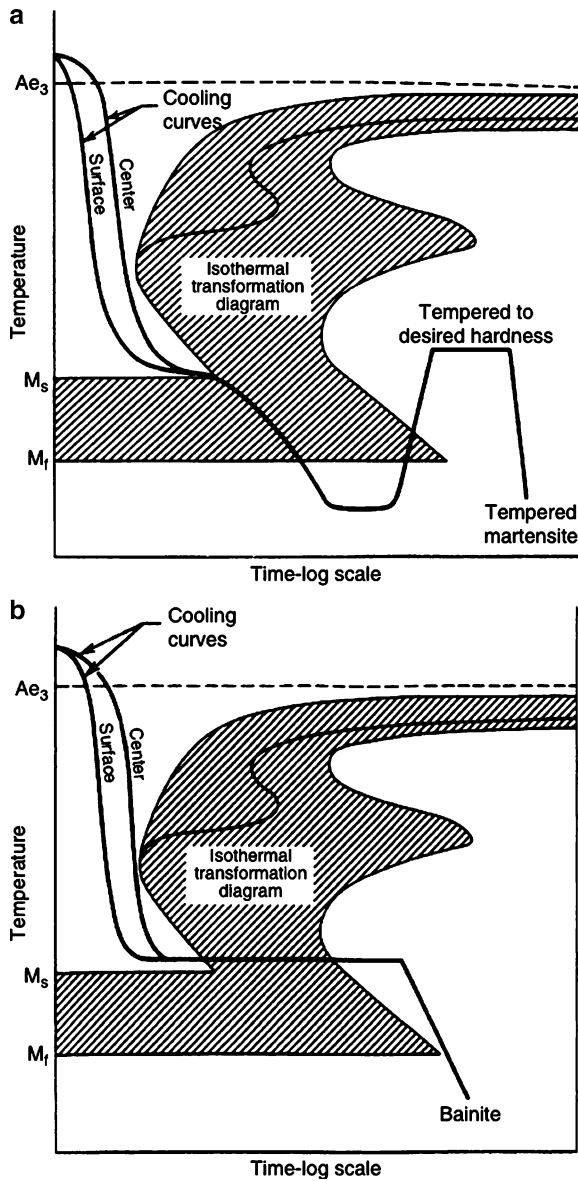 a
Ae3
Cooling
curves
Surface
Center
Temperature
Isothermal
transformation
diagram
Tempered to
desired hardness
Ms
Mf
Tempered
martensite
Time-log scale
b
Cooling
curves
Ae3
Surface
Center
Temperature
Isothermal
transformation
diagram
Ms
Mf
Bainite
Time-log scale